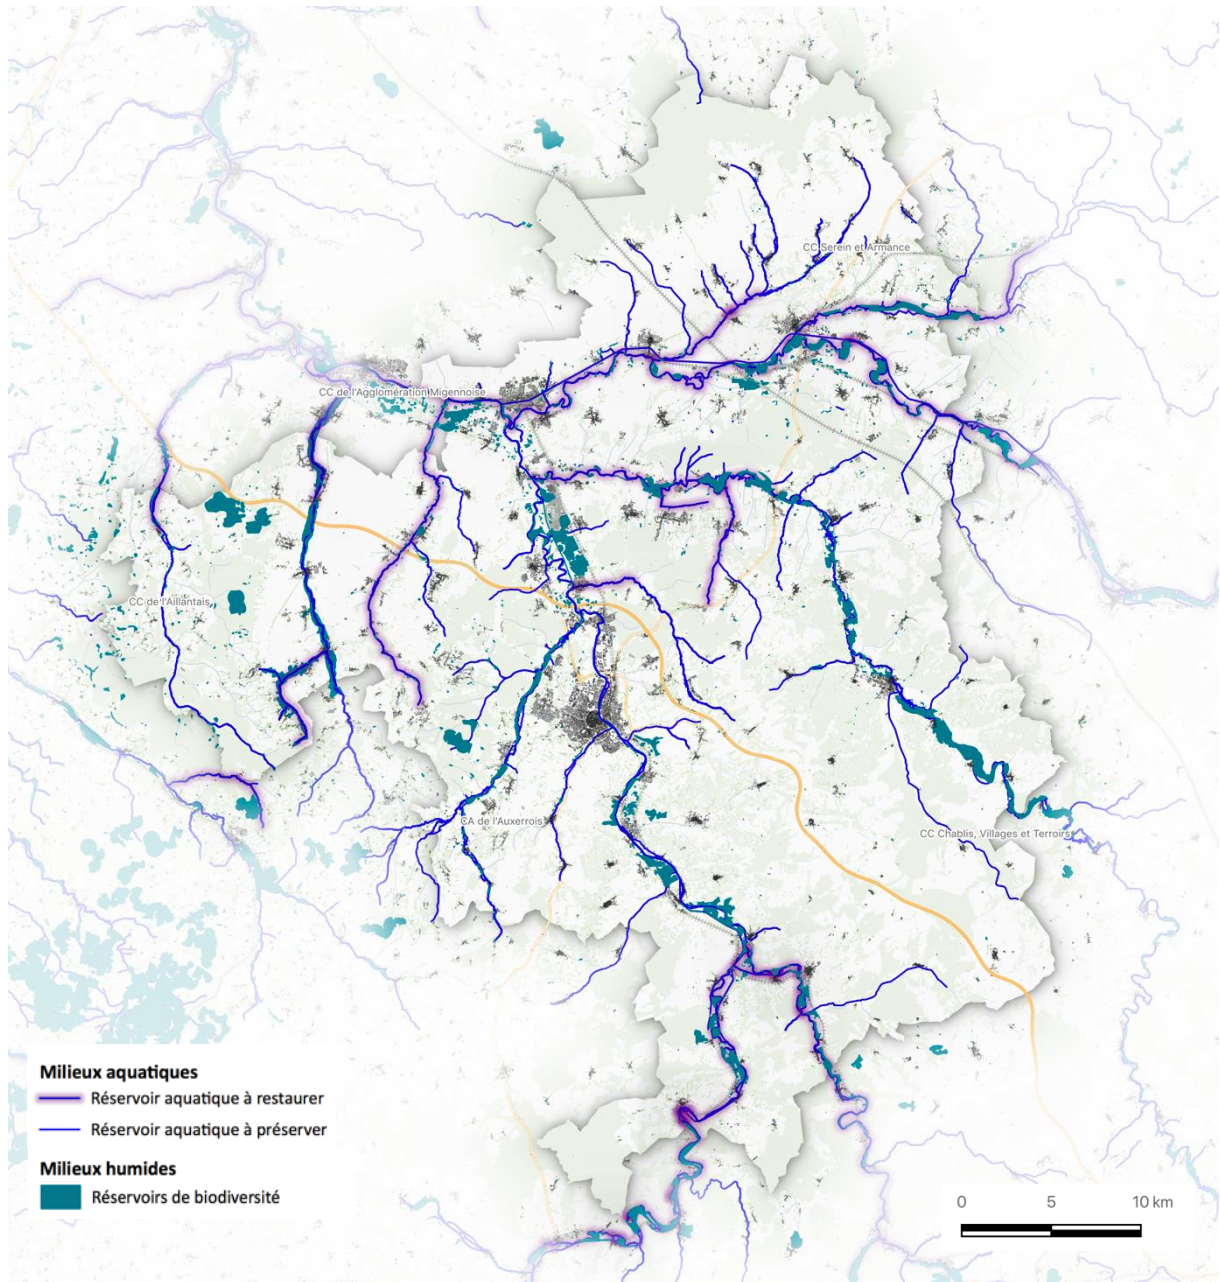 CC Serein et Armance
CC de l'Agglomération Migennoise
CC de l'Aillantais
CA de l'Auxerrois
CC Chablis, Villages et Terroirs
Milieux aquatiques
Réservoir aquatique à restaurer
Réservoir aquatique à préserver
Milieux humides
Réservoirs de biodiversité
0 5 10 km